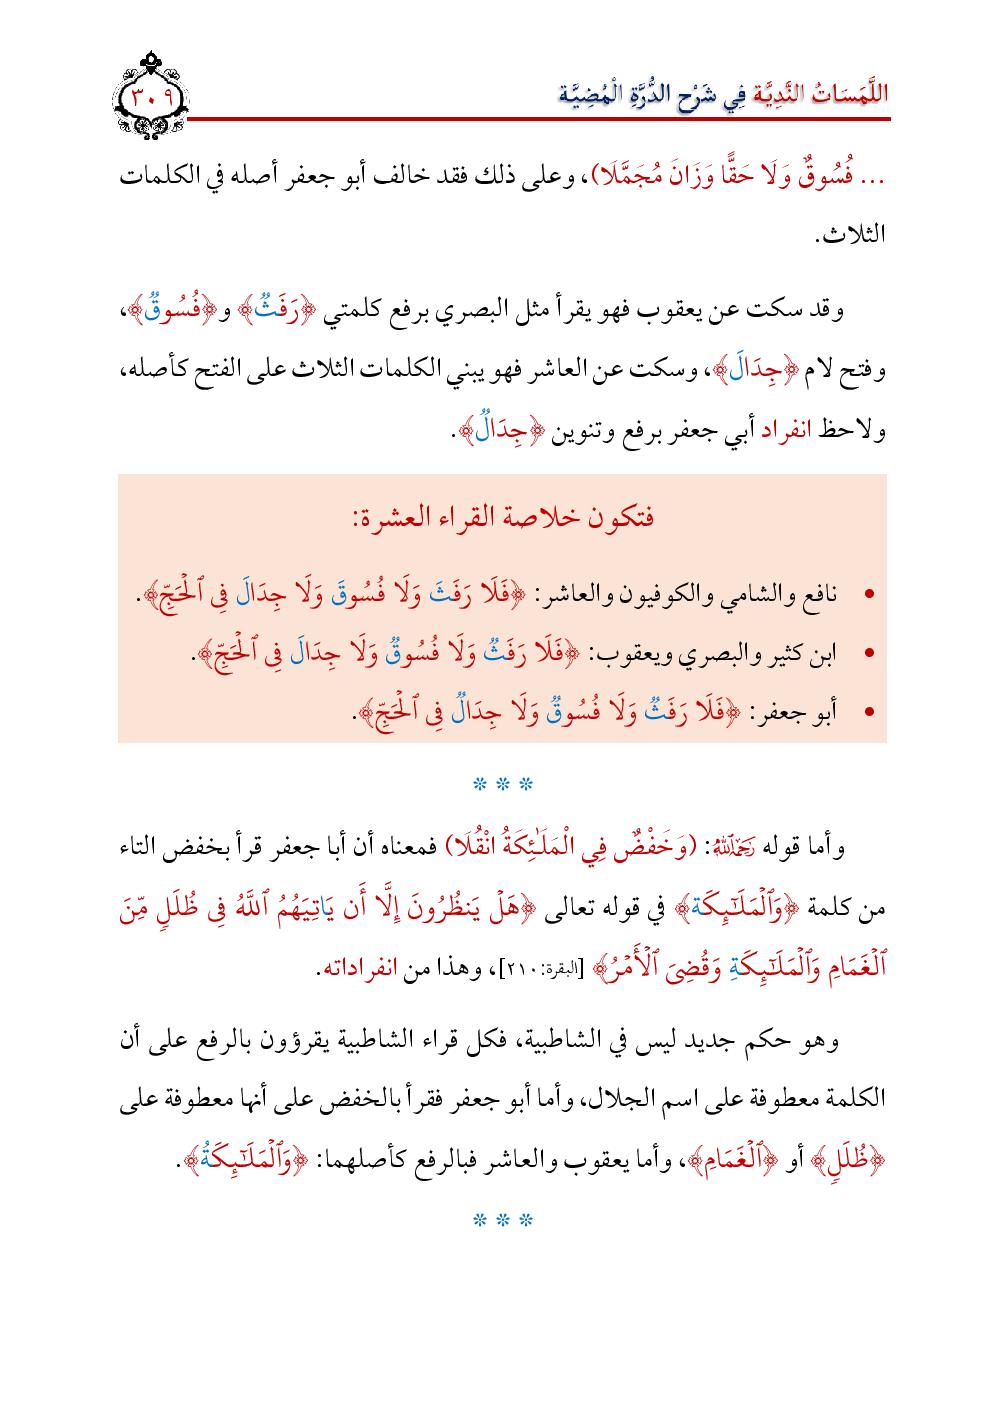 اللَّمَسَاتُ النَّدِيَّة فِي شَرْحِ الدُّرَّةِ الْمُضِيَّة
٣٠٩
... فُسُوقٌ وَلَا حَقًّا وَزَانَ مُجَمَّلَا)، وعلى ذلك فقد خالف أبو جعفر أصله في الكلمات
الثلاث.
وقد سكت عن يعقوب فهو يقرأ مثل البصري برفع كلمتي ﴿رَفَثٞ﴾ و﴿فُسُوقٞ﴾،
وفتح لام ﴿جِدَالَ﴾، وسكت عن العاشر فهو يبني الكلمات الثلاث على الفتح كأصله،
ولاحظ انفراد أبي جعفر برفع وتنوين ﴿جِدَالٞ﴾.
فتكون خلاصة القراء العشرة:
• نافع والشامي والكوفيون والعاشر: ﴿فَلَا رَفَثَ وَلَا فُسُوقَ وَلَا جِدَالَ فِي ٱلۡحَجِّ﴾.
• ابن كثير والبصري ويعقوب: ﴿فَلَا رَفَثٞ وَلَا فُسُوقٞ وَلَا جِدَالَ فِي ٱلۡحَجِّ﴾.
• أبو جعفر: ﴿فَلَا رَفَثٞ وَلَا فُسُوقٞ وَلَا جِدَالٞ فِي ٱلۡحَجِّ﴾.
* * *
وأما قوله رَحِمَهُ ٱللَّهُ: (وَخَفْضٌ فِي الْمَلَـٰئِكَةُ انْقُلَا) فمعناه أن أبا جعفر قرأ بخفض التاء
من كلمة ﴿وَٱلۡمَلَـٰٓئِكَة﴾ في قوله تعالى ﴿هَلۡ يَنظُرُونَ إِلَّا أَن يَاتِيَهُمُ ٱللَّهُ فِي ظُلَلٖ مِّنَ
ٱلۡغَمَامِ وَٱلۡمَلَـٰٓئِكَةِ وَقُضِيَ ٱلۡأَمۡرُ﴾ [البقرة:٢١٠]، وهذا من انفراداته.
وهو حكم جديد ليس في الشاطبية، فكل قراء الشاطبية يقرؤون بالرفع على أن
الكلمة معطوفة على اسم الجلال، وأما أبو جعفر فقرأ بالخفض على أنها معطوفة على
﴿ظُلَلٖ﴾ أو ﴿ٱلۡغَمَامِ﴾، وأما يعقوب والعاشر فبالرفع كأصلهما: ﴿وَٱلۡمَلَـٰٓئِكَةُ﴾.
* * *